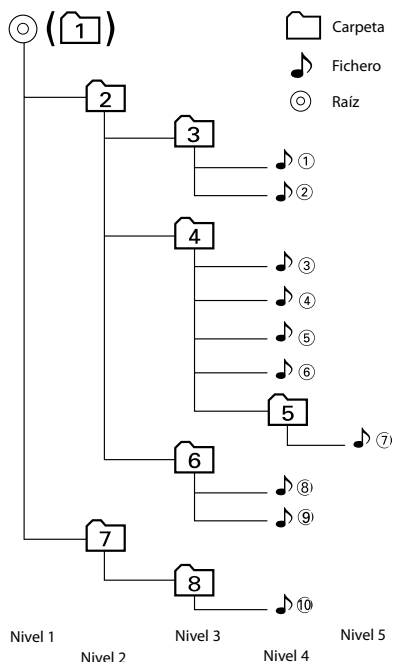 (1)
Carpeta
Fichero
Raíz
2
3
①
②
4
③
④
⑤
⑥
5
⑦
6
⑧
⑨
7
8
⑩
Nivel 1
Nivel 2
Nivel 3
Nivel 4
Nivel 5